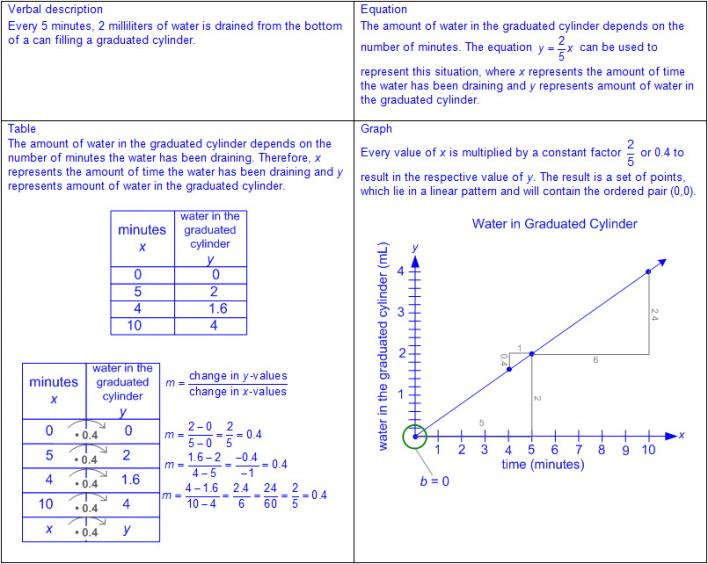 Verbal description
Every 5 minutes, 2 milliliters of water is drained from the bottom
of a can filling a graduated cylinder.
Equation
The amount of water in the graduated cylinder depends on the
number of minutes. The equation y = 2/5 x can be used to
represent this situation, where x represents the amount of time
the water has been draining and y represents amount of water in
the graduated cylinder.
Table
The amount of water in the graduated cylinder depends on the
number of minutes the water has been draining. Therefore, x
represents the amount of time the water has been draining and y
represents amount of water in the graduated cylinder.
minutes x | water in the graduated cylinder y
0 | 0
5 | 2
4 | 1.6
10 | 4
minutes x | water in the graduated cylinder y
0 • 0.4 0
5 • 0.4 2
4 • 0.4 1.6
10 • 0.4 4
x • 0.4 y
m = change in y-values / change in x-values
m = 2 – 0 / 5 – 0 = 2/5 = 0.4
m = 1.6 – 2 / 4 – 5 = –0.4 / –1 = 0.4
m = 4 – 1.6 / 10 – 4 = 2.4/6 = 24/60 = 2/5 = 0.4
Graph
Every value of x is multiplied by a constant factor 2/5 or 0.4 to
result in the respective value of y. The result is a set of points,
which lie in a linear pattern and will contain the ordered pair (0,0).
Water in Graduated Cylinder
y
water in the graduated cylinder (mL)
4
3
2
1
0.4
1
2.4
6
2
5
1 2 3 4 5 6 7 8 9 10
x
time (minutes)
b = 0